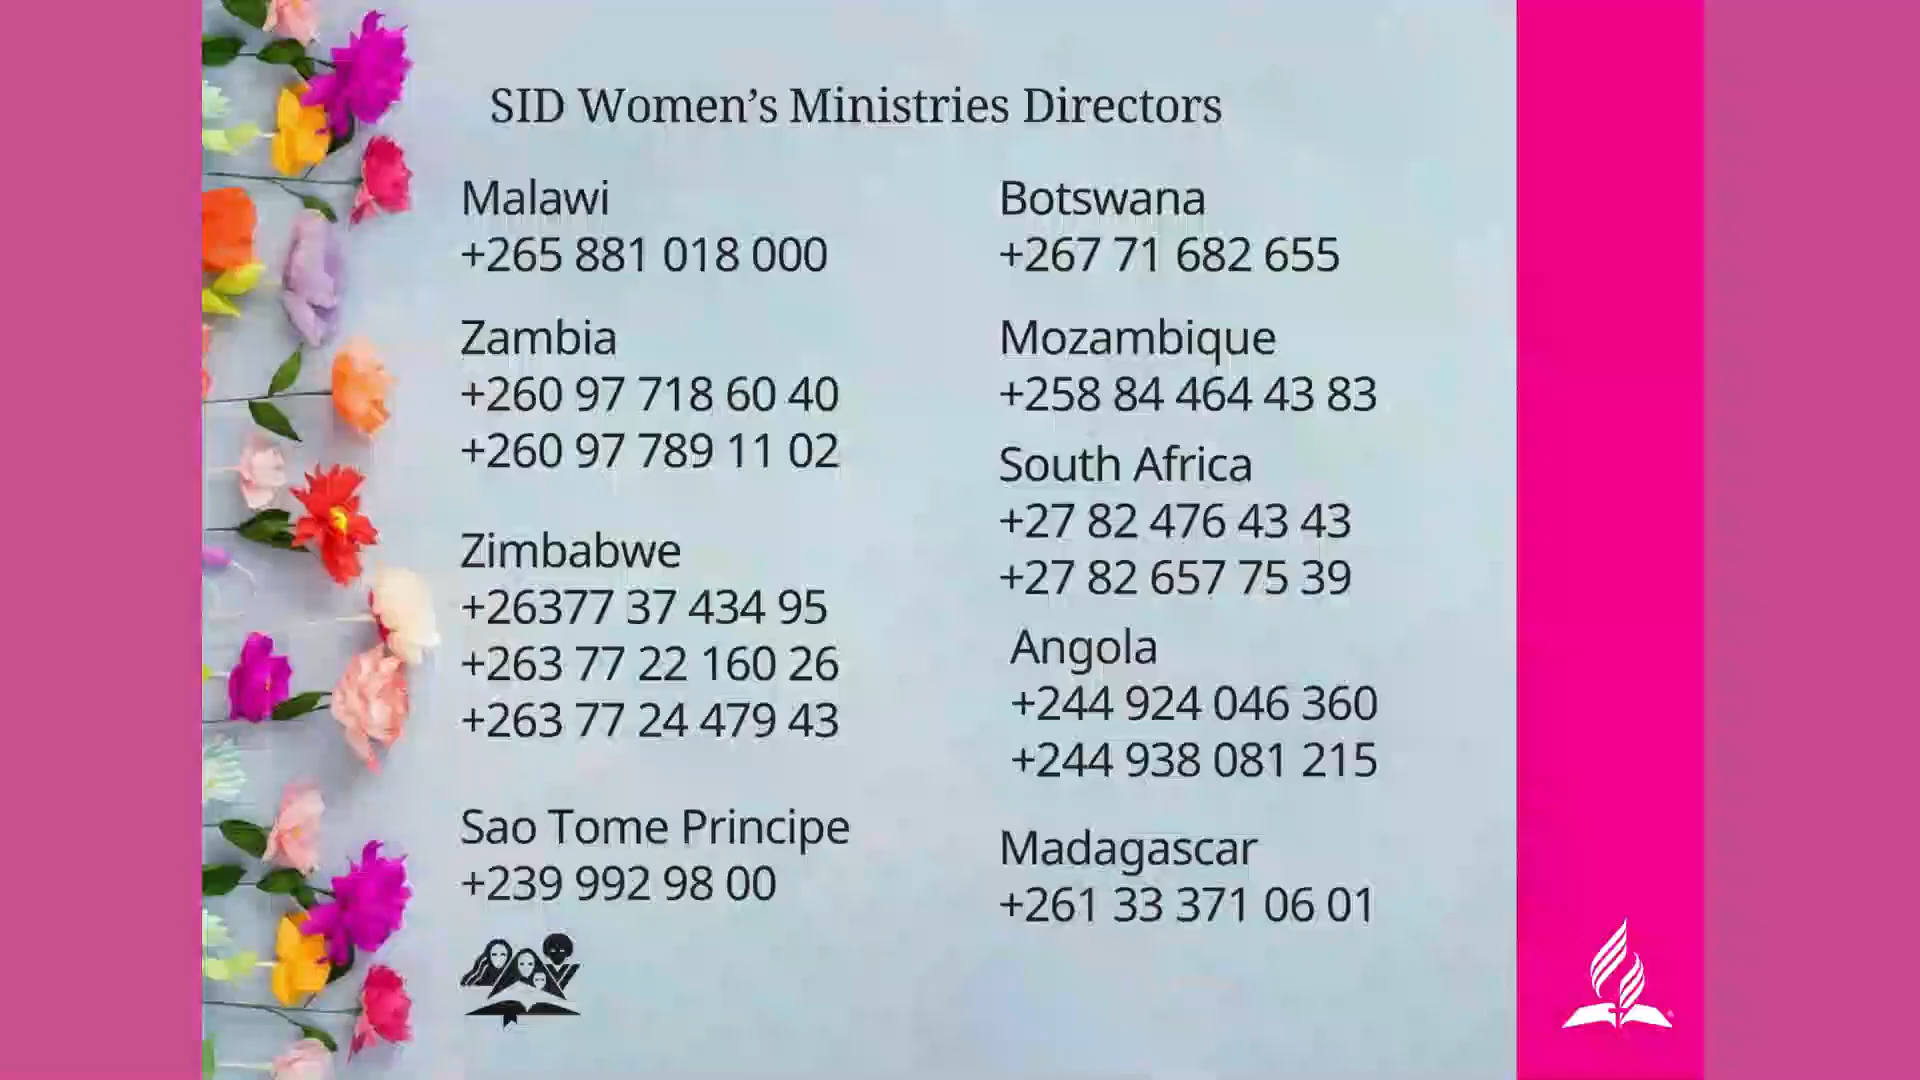 SID Women’s Ministries Directors
Malawi
+265 881 018 000
Zambia
+260 97 718 60 40
+260 97 789 11 02
Zimbabwe
+26377 37 434 95
+263 77 22 160 26
+263 77 24 479 43
Sao Tome Principe
+239 992 98 00
Botswana
+267 71 682 655
Mozambique
+258 84 464 43 83
South Africa
+27 82 476 43 43
+27 82 657 75 39
Angola
+244 924 046 360
+244 938 081 215
Madagascar
+261 33 371 06 01